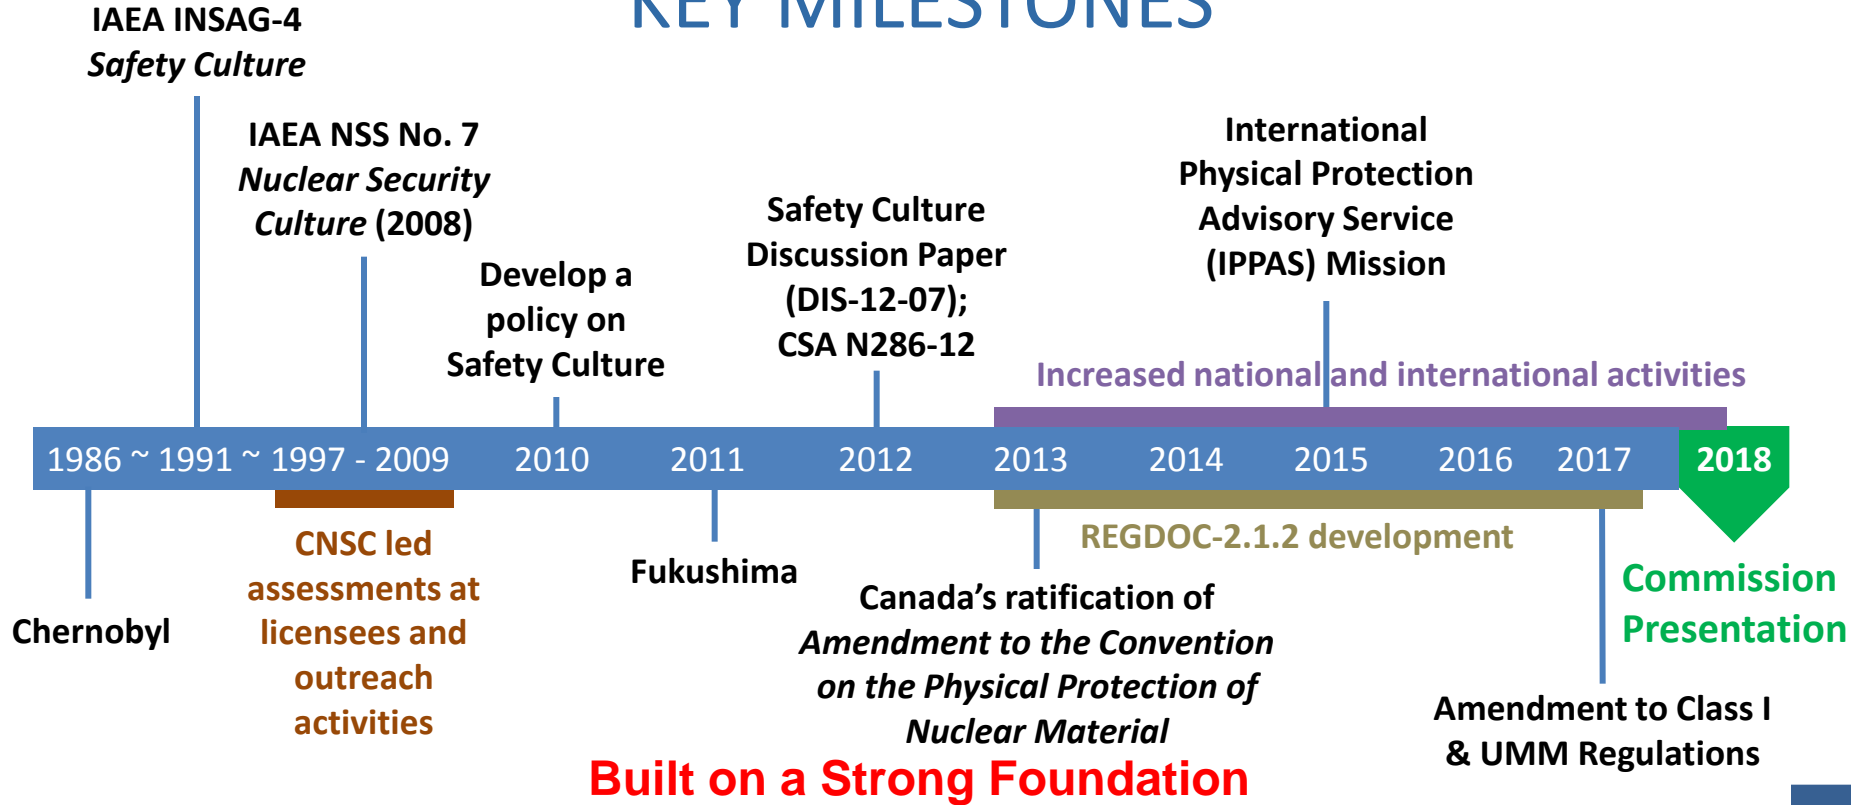 KEY MILESTONES
IAEA INSAG-4
Safety Culture
IAEA NSS No. 7
Nuclear Security
Culture (2008)
Develop a
policy on
Safety Culture
Safety Culture
Discussion Paper
(DIS-12-07);
CSA N286-12
International
Physical Protection
Advisory Service
(IPPAS) Mission
Increased national and international activities
1986 ~ 1991 ~ 1997 - 2009 2010 2011 2012 2013 2014 2015 2016 2017 2018
Chernobyl
CNSC led
assessments at
licensees and
outreach
activities
Fukushima
REGDOC-2.1.2 development
Canada’s ratification of
Amendment to the Convention
on the Physical Protection of
Nuclear Material
Commission
Presentation
Amendment to Class I
& UMM Regulations
Built on a Strong Foundation